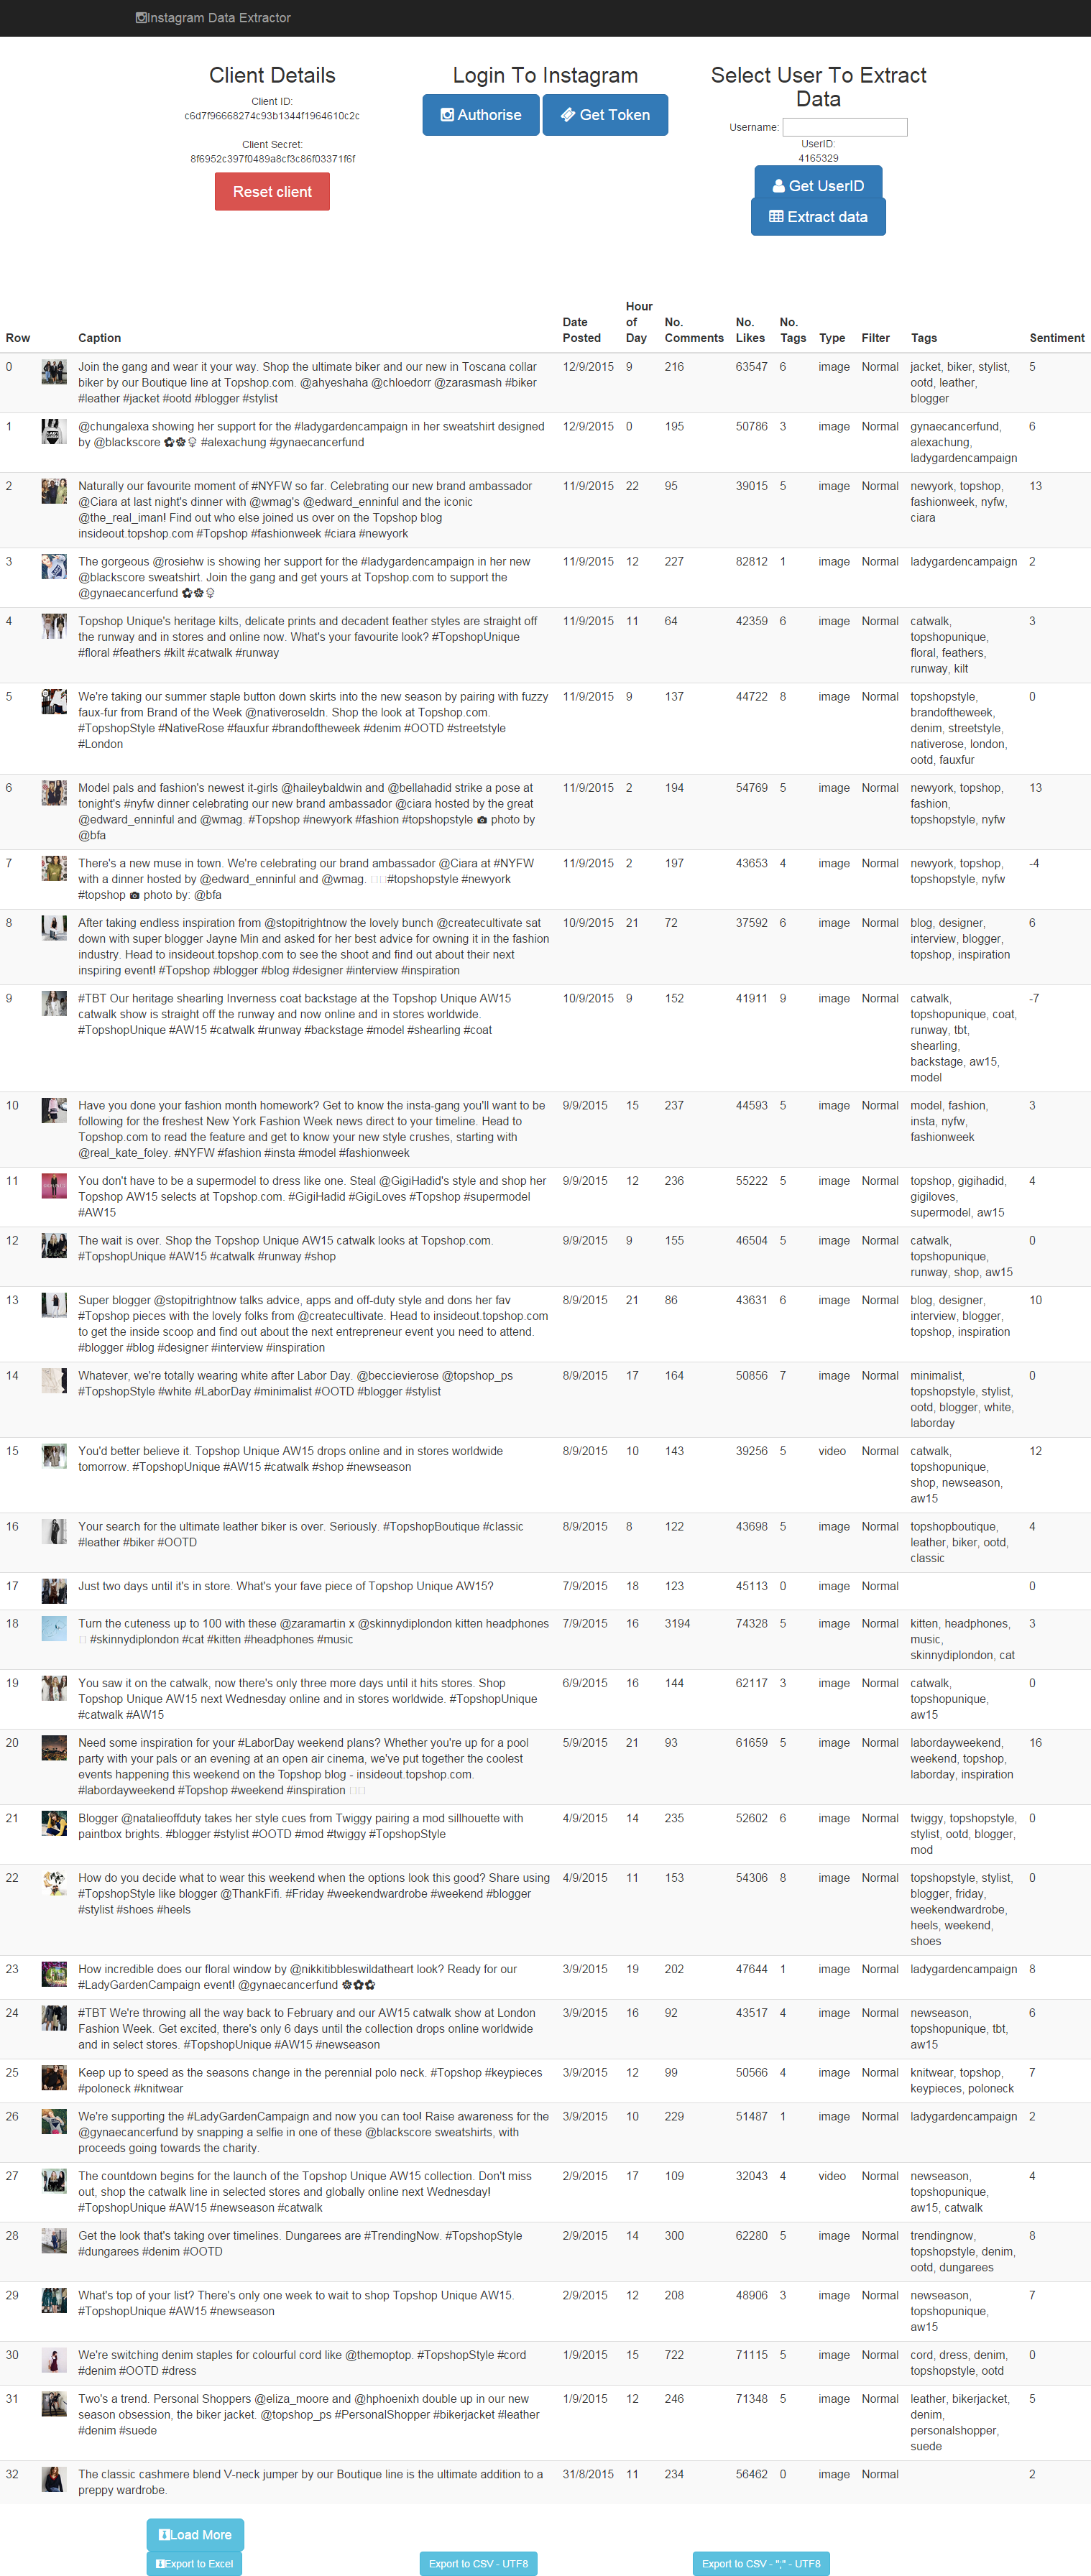 Instagram Data Extractor
Client Details
Client ID:
c6d7f96668274c93b1344f1964610c2c
Client Secret:
8f6952c397f0489a8cf3c86f03371f6f
Reset client
Login To Instagram
Authorise Get Token
Select User To Extract
Data
Username:
UserID:
4165329
Get UserID
Extract data
Row Caption Date Posted Hour of Day No. Comments No. Likes No. Tags Type Filter Tags Sentiment
0 Join the gang and wear it your way. Shop the ultimate biker and our new in Toscana collar 12/9/2015 9 216 63547 6 image Normal jacket, biker, stylist, 5
biker by our Boutique line at Topshop.com. @ahyeshaha @chloedorr @zarasmash #biker ootd, leather,
#leather #jacket #ootd #blogger #stylist blogger
1 @chungalexa showing her support for the #ladygardencampaign in her sweatshirt designed 12/9/2015 0 195 50786 3 image Normal gynaecancerfund, 6
by @blackscore ✿❁♀ #alexachung #gynaecancerfund alexachung,
ladygardencampaign
2 Naturally our favourite moment of #NYFW so far. Celebrating our new brand ambassador 11/9/2015 22 95 39015 5 image Normal newyork, topshop, 13
@Ciara at last night's dinner with @wmag's @edward_enninful and the iconic fashionweek, nyfw,
@the_real_iman! Find out who else joined us over on the Topshop blog ciara
insideout.topshop.com #Topshop #fashionweek #ciara #newyork
3 The gorgeous @rosiehw is showing her support for the #ladygardencampaign in her new 11/9/2015 12 227 82812 1 image Normal ladygardencampaign 2
@blackscore sweatshirt. Join the gang and get yours at Topshop.com to support the
@gynaecancerfund ✿❁♀
4 Topshop Unique's heritage kilts, delicate prints and decadent feather styles are straight off 11/9/2015 11 64 42359 6 image Normal catwalk, 3
the runway and in stores and online now. What's your favourite look? #TopshopUnique topshopunique,
#floral #feathers #kilt #catwalk #runway floral, feathers,
runway, kilt
5 We're taking our summer staple button down skirts into the new season by pairing with fuzzy 11/9/2015 9 137 44722 8 image Normal topshopstyle, 0
faux-fur from Brand of the Week @nativeroseldn. Shop the look at Topshop.com. brandoftheweek,
#TopshopStyle #NativeRose #fauxfur #brandoftheweek #denim #OOTD #streetstyle denim, streetstyle,
#London nativerose, london,
ootd, fauxfur
6 Model pals and fashion's newest it-girls @haileybaldwin and @bellahadid strike a pose at 11/9/2015 2 194 54769 5 image Normal newyork, topshop, 13
tonight's #nyfw dinner celebrating our new brand ambassador @ciara hosted by the great fashion,
@edward_enninful and @wmag. #Topshop #newyork #fashion #topshopstyle 📷 photo by topshopstyle, nyfw
@bfa
7 There's a new muse in town. We're celebrating our brand ambassador @Ciara at #NYFW 11/9/2015 2 197 43653 4 image Normal newyork, topshop, -4
with a dinner hosted by @edward_enninful and @wmag. #topshopstyle #newyork topshopstyle, nyfw
#topshop 📷 photo by: @bfa
8 After taking endless inspiration from @stopitrightnow the lovely bunch @createcultivate sat 10/9/2015 21 72 37592 6 image Normal blog, designer, 6
down with super blogger Jayne Min and asked for her best advice for owning it in the fashion interview, blogger,
industry. Head to insideout.topshop.com to see the shoot and find out about their next topshop, inspiration
inspiring event! #Topshop #blogger #blog #designer #interview #inspiration
9 #TBT Our heritage shearling Inverness coat backstage at the Topshop Unique AW15 10/9/2015 9 152 41911 9 image Normal catwalk, -7
catwalk show is straight off the runway and now online and in stores worldwide. topshopunique, coat,
#TopshopUnique #AW15 #catwalk #runway #backstage #model #shearling #coat runway, tbt,
shearling,
backstage, aw15,
model
10 Have you done your fashion month homework? Get to know the insta-gang you'll want to be 9/9/2015 15 237 44593 5 image Normal model, fashion, 3
following for the freshest New York Fashion Week news direct to your timeline. Head to insta, nyfw,
Topshop.com to read the feature and get to know your new style crushes, starting with fashionweek
@real_kate_foley. #NYFW #fashion #insta #model #fashionweek
11 You don't have to be a supermodel to dress like one. Steal @GigiHadid's style and shop her 9/9/2015 12 236 55222 5 image Normal topshop, gigihadid, 4
Topshop AW15 selects at Topshop.com. #GigiHadid #GigiLoves #Topshop #supermodel gigiloves,
#AW15 supermodel, aw15
12 The wait is over. Shop the Topshop Unique AW15 catwalk looks at Topshop.com. 9/9/2015 9 155 46504 5 image Normal catwalk, 0
#TopshopUnique #AW15 #catwalk #runway #shop topshopunique,
runway, shop, aw15
13 Super blogger @stopitrightnow talks advice, apps and off-duty style and dons her fav 8/9/2015 21 86 43631 6 image Normal blog, designer, 10
#Topshop pieces with the lovely folks from @createcultivate. Head to insideout.topshop.com interview, blogger,
to get the inside scoop and find out about the next entrepreneur event you need to attend. topshop, inspiration
#blogger #blog #designer #interview #inspiration
14 Whatever, we're totally wearing white after Labor Day. @beccievierose @topshop_ps 8/9/2015 17 164 50856 7 image Normal minimalist, 0
#TopshopStyle #white #LaborDay #minimalist #OOTD #blogger #stylist topshopstyle, stylist,
ootd, blogger, white,
laborday
15 You'd better believe it. Topshop Unique AW15 drops online and in stores worldwide 8/9/2015 10 143 39256 5 video Normal catwalk, 12
tomorrow. #TopshopUnique #AW15 #catwalk #shop #newseason topshopunique,
shop, newseason,
aw15
16 Your search for the ultimate leather biker is over. Seriously. #TopshopBoutique #classic 8/9/2015 8 122 43698 5 image Normal topshopboutique, 4
#leather #biker #OOTD leather, biker, ootd,
classic
17 Just two days until it's in store. What's your fave piece of Topshop Unique AW15? 7/9/2015 18 123 45113 0 image Normal 0
18 Turn the cuteness up to 100 with these @zaramartin x @skinnydiplondon kitten headphones 7/9/2015 16 3194 74328 5 image Normal kitten, headphones, 3
#skinnydiplondon #cat #kitten #headphones #music music,
skinnydiplondon, cat
19 You saw it on the catwalk, now there's only three more days until it hits stores. Shop 6/9/2015 16 144 62117 3 image Normal catwalk, 0
Topshop Unique AW15 next Wednesday online and in stores worldwide. #TopshopUnique topshopunique,
#catwalk #AW15 aw15
20 Need some inspiration for your #LaborDay weekend plans? Whether you're up for a pool 5/9/2015 21 93 61659 5 image Normal labordayweekend, 16
party with your pals or an evening at an open air cinema, we've put together the coolest weekend, topshop,
events happening this weekend on the Topshop blog - insideout.topshop.com. laborday, inspiration
#labordayweekend #Topshop #weekend #inspiration
21 Blogger @natalieoffduty takes her style cues from Twiggy pairing a mod sillhouette with 4/9/2015 14 235 52602 6 image Normal twiggy, topshopstyle, 0
paintbox brights. #blogger #stylist #OOTD #mod #twiggy #TopshopStyle stylist, ootd, blogger,
mod
22 How do you decide what to wear this weekend when the options look this good? Share using 4/9/2015 11 153 54306 8 image Normal topshopstyle, stylist, 0
#TopshopStyle like blogger @ThankFifi. #Friday #weekendwardrobe #weekend #blogger blogger, friday,
#stylist #shoes #heels weekendwardrobe,
heels, weekend,
shoes
23 How incredible does our floral window by @nikkitibbleswildatheart look? Ready for our 3/9/2015 19 202 47644 1 image Normal ladygardencampaign 8
#LadyGardenCampaign event! @gynaecancerfund ❁✿✿
24 #TBT We're throwing all the way back to February and our AW15 catwalk show at London 3/9/2015 16 92 43517 4 image Normal newseason, 6
Fashion Week. Get excited, there's only 6 days until the collection drops online worldwide topshopunique, tbt,
and in select stores. #TopshopUnique #AW15 #newseason aw15
25 Keep up to speed as the seasons change in the perennial polo neck. #Topshop #keypieces 3/9/2015 12 99 50566 4 image Normal knitwear, topshop, 7
#poloneck #knitwear keypieces, poloneck
26 We're supporting the #LadyGardenCampaign and now you can too! Raise awareness for the 3/9/2015 10 229 51487 1 image Normal ladygardencampaign 2
@gynaecancerfund by snapping a selfie in one of these @blackscore sweatshirts, with
proceeds going towards the charity.
27 The countdown begins for the launch of the Topshop Unique AW15 collection. Don't miss 2/9/2015 17 109 32043 4 video Normal newseason, 4
out, shop the catwalk line in selected stores and globally online next Wednesday! topshopunique,
#TopshopUnique #AW15 #newseason #catwalk aw15, catwalk
28 Get the look that's taking over timelines. Dungarees are #TrendingNow. #TopshopStyle 2/9/2015 14 300 62280 5 image Normal trendingnow, 8
#dungarees #denim #OOTD topshopstyle, denim,
ootd, dungarees
29 What's top of your list? There's only one week to wait to shop Topshop Unique AW15. 2/9/2015 12 208 48906 3 image Normal newseason, 7
#TopshopUnique #AW15 #newseason topshopunique,
aw15
30 We're switching denim staples for colourful cord like @themoptop. #TopshopStyle #cord 1/9/2015 15 722 71115 5 image Normal cord, dress, denim, 0
#denim #OOTD #dress topshopstyle, ootd
31 Two's a trend. Personal Shoppers @eliza_moore and @hphoenixh double up in our new 1/9/2015 12 246 71348 5 image Normal leather, bikerjacket, 5
season obsession, the biker jacket. @topshop_ps #PersonalShopper #bikerjacket #leather denim,
#denim #suede personalshopper,
suede
32 The classic cashmere blend V-neck jumper by our Boutique line is the ultimate addition to a 31/8/2015 11 234 56462 0 image Normal 2
preppy wardrobe.
Load More
Export to Excel Export to CSV - UTF8 Export to CSV - ";" - UTF8